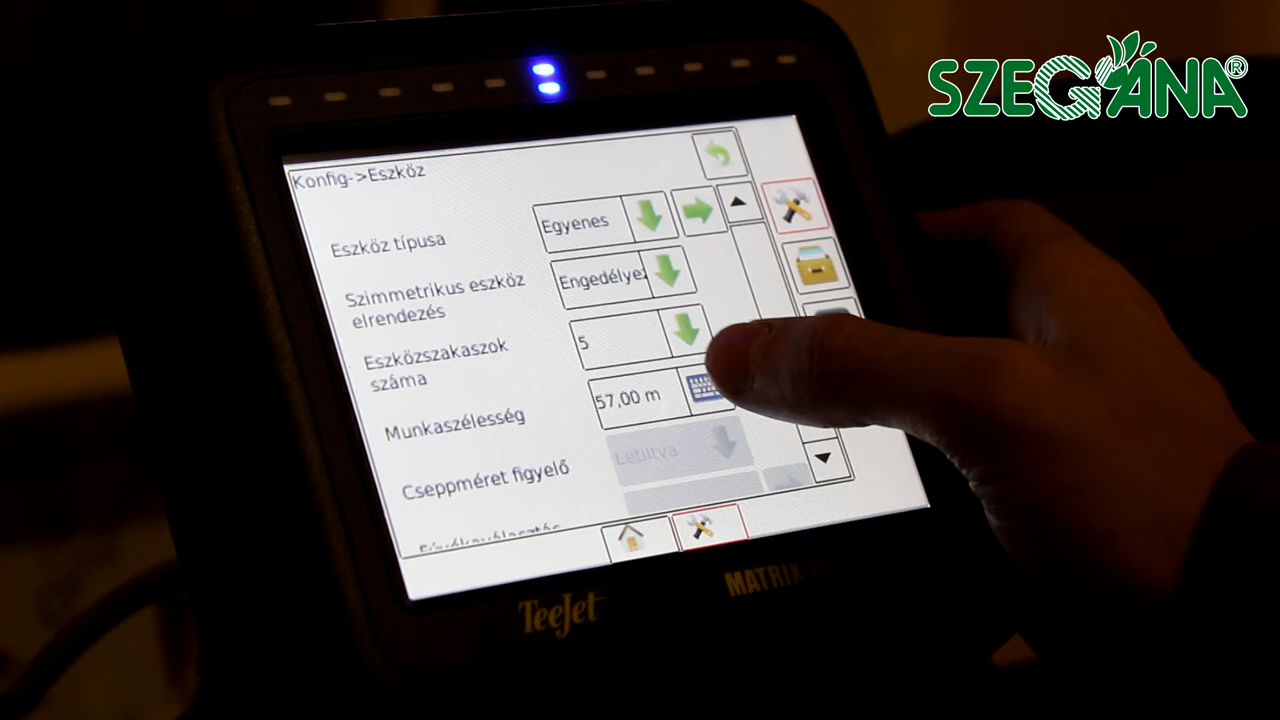 SZEGÁNA®
Konfig->Eszköz
Eszköz típusa
Egyenes
Szimmetrikus eszköz
elrendezés
Engedélyez
Eszközszakaszok
száma
5
Munkaszélesség
57,00 m
Cseppméret figyelő
Letiltva
TeeJet
MATRIX